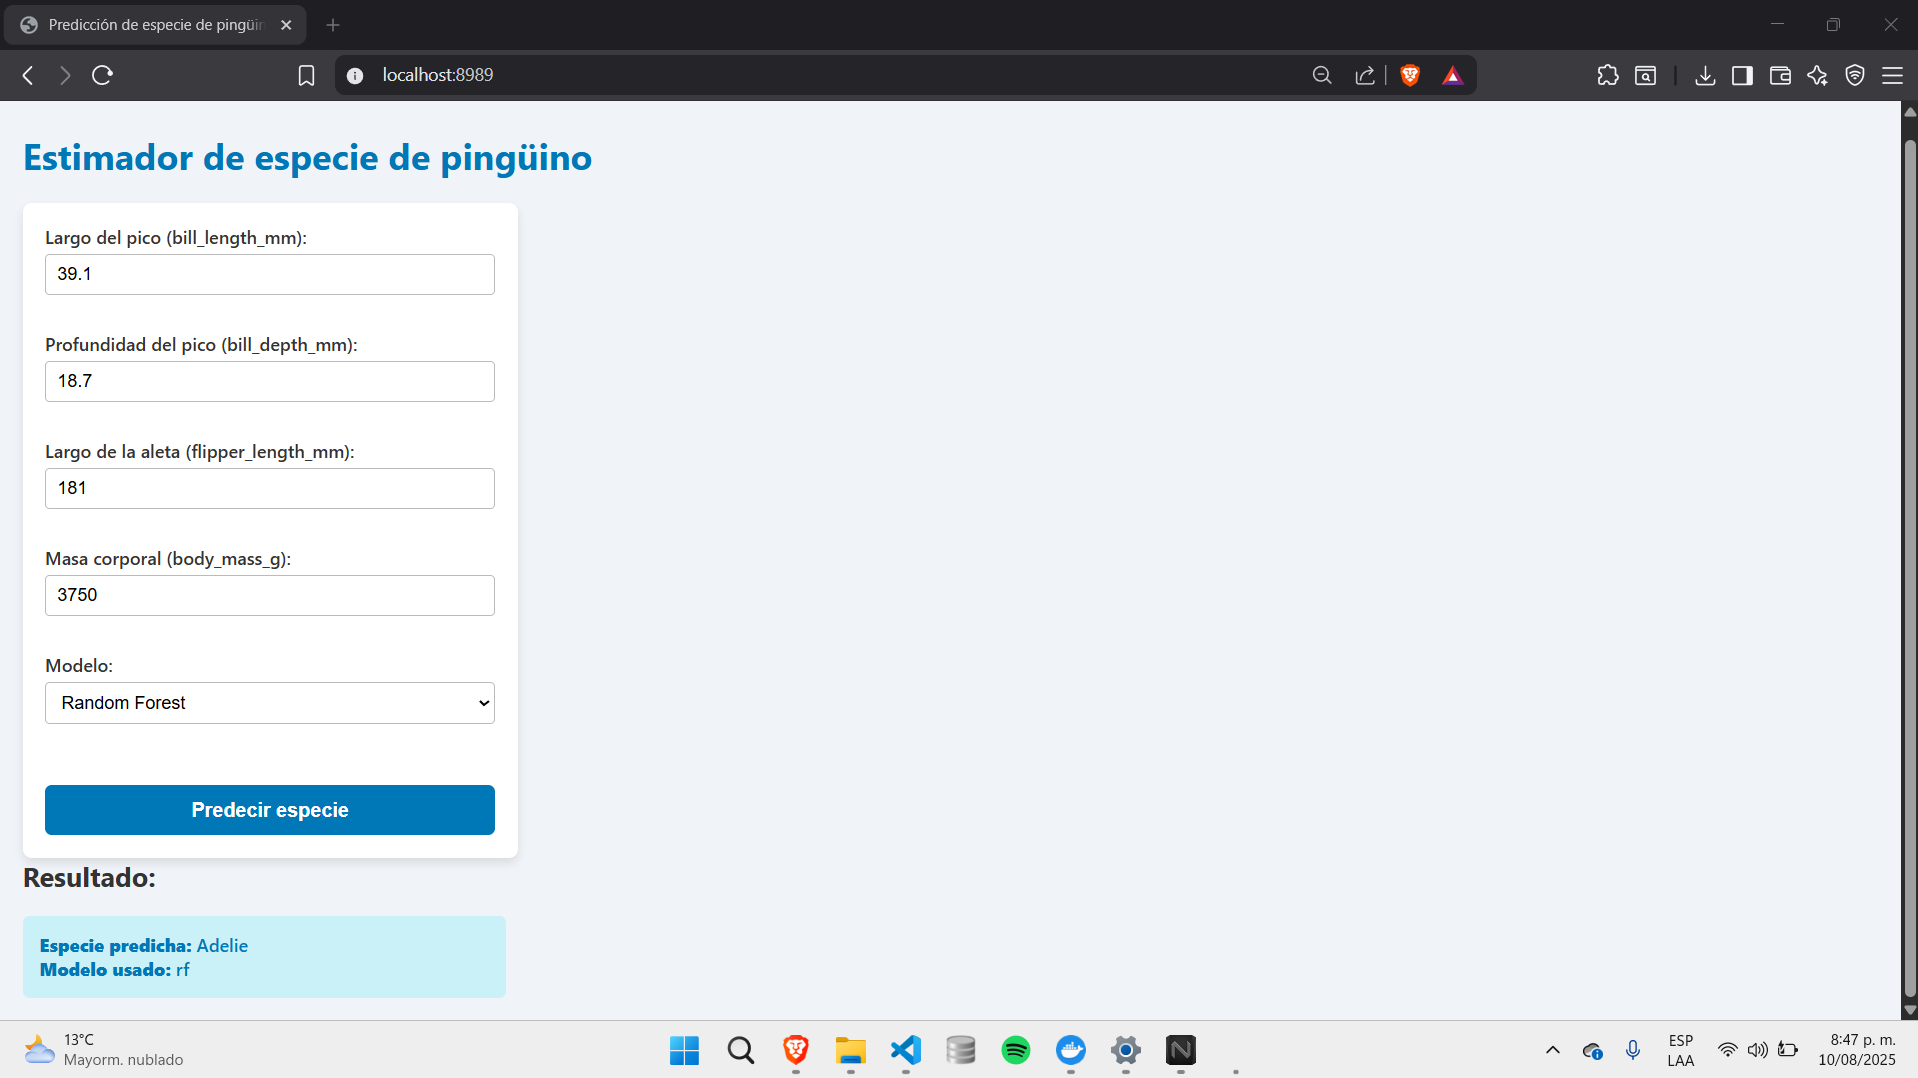 Predicción de especie de pingüin
localhost:8989
Estimador de especie de pingüino
Largo del pico (bill_length_mm):
39.1
Profundidad del pico (bill_depth_mm):
18.7
Largo de la aleta (flipper_length_mm):
181
Masa corporal (body_mass_g):
3750
Modelo:
Random Forest
Predecir especie
Resultado:
Especie predicha: Adelie
Modelo usado: rf
13°C
Mayorm. nublado
ESP
LAA
8:47 p. m.
10/08/2025